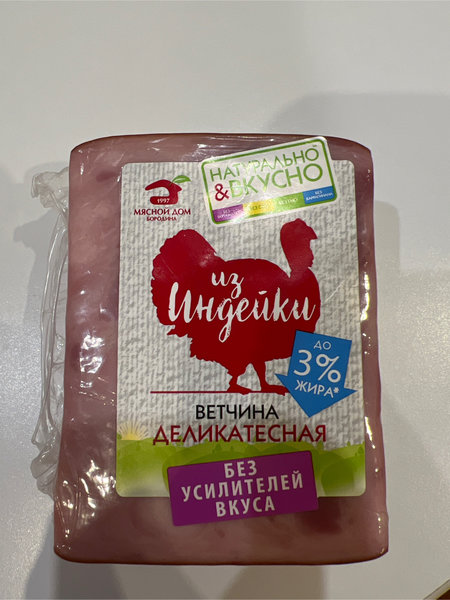 НАТУРАЛЬНО
&ВКУСНО
1997
МЯСНОЙ ДОМ
БОРОДИНА
из
Индейки
ДО
3%
ЖИРА*
ВЕТЧИНА
ДЕЛИКАТЕСНАЯ
БЕЗ
УСИЛИТЕЛЕЙ
ВКУСА